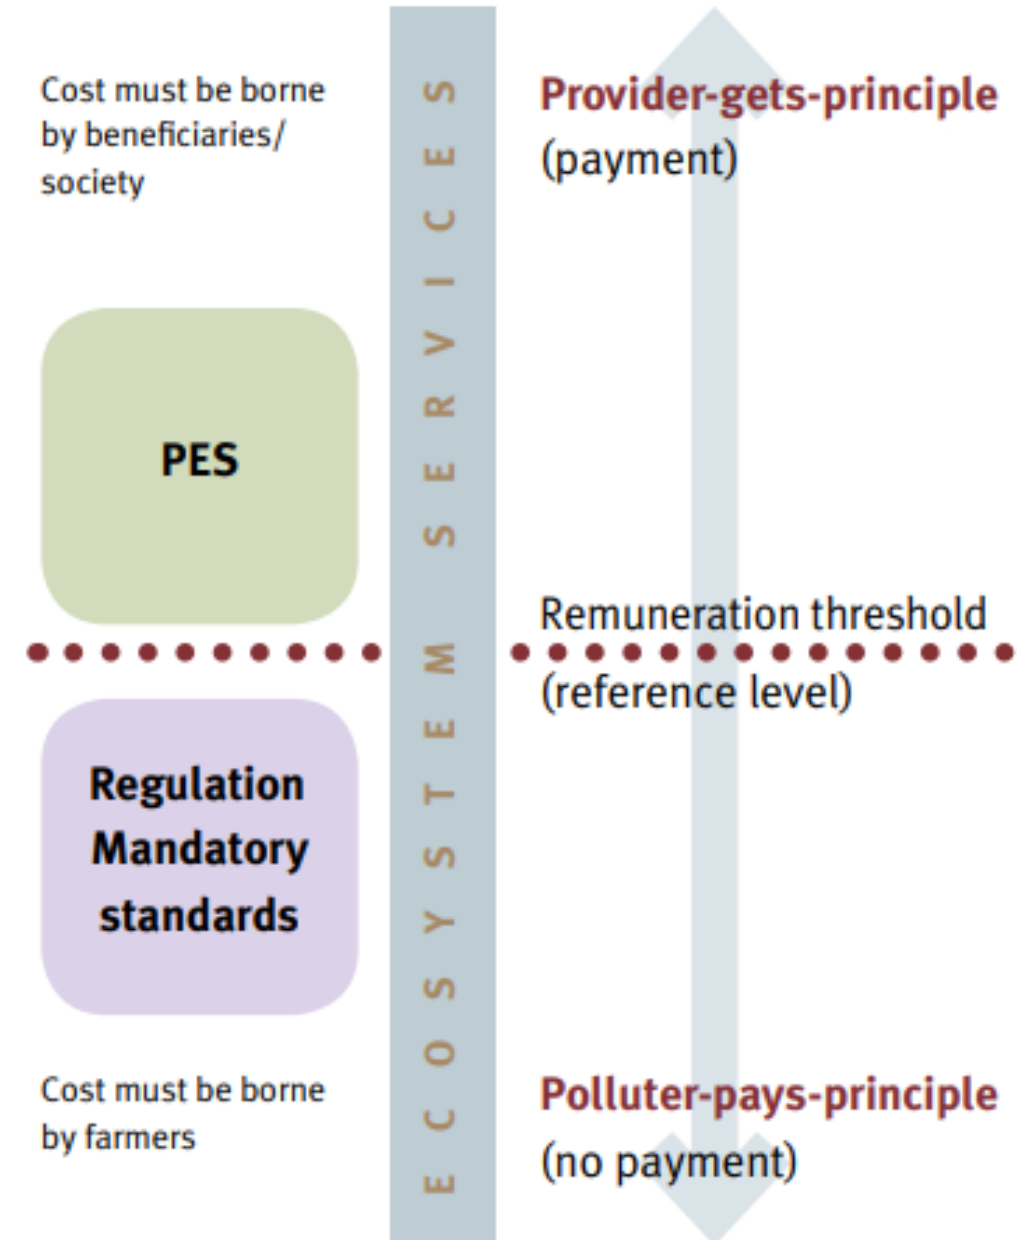 Cost must be borne
by beneficiaries/
society
PES
Regulation
Mandatory
standards
Cost must be borne
by farmers
ECOSYSTEM SERVICES
Provider-gets-principle
(payment)
Remuneration threshold
(reference level)
Polluter-pays-principle
(no payment)